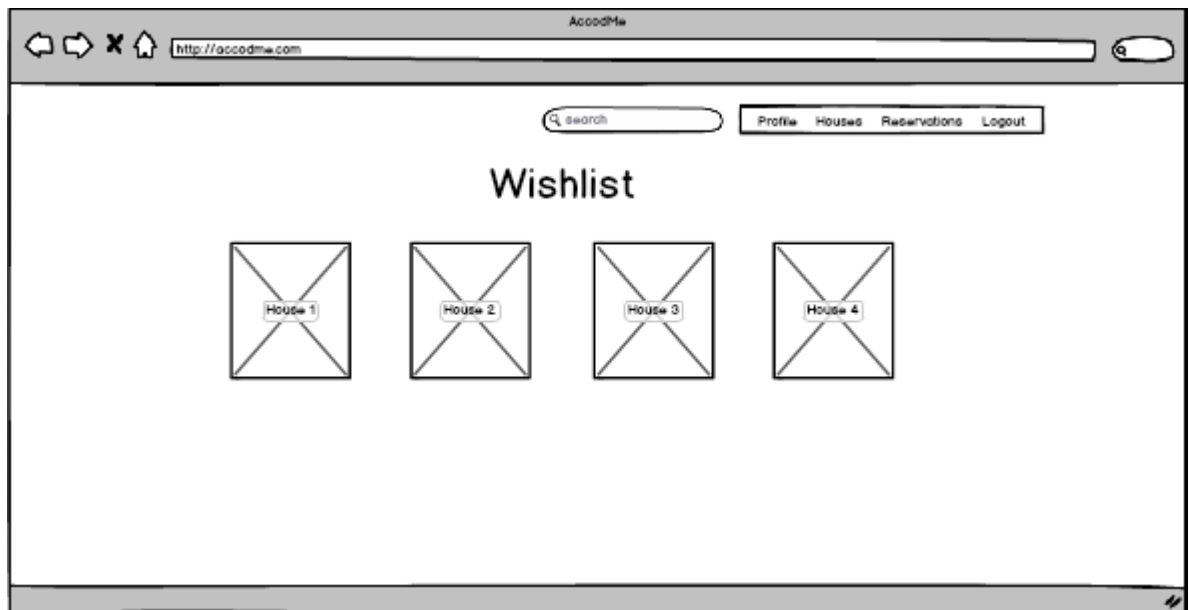 AccodMe
http://accodme.com
search
Profile Houses Reservations Logout
Wishlist
House 1 House 2 House 3 House 4